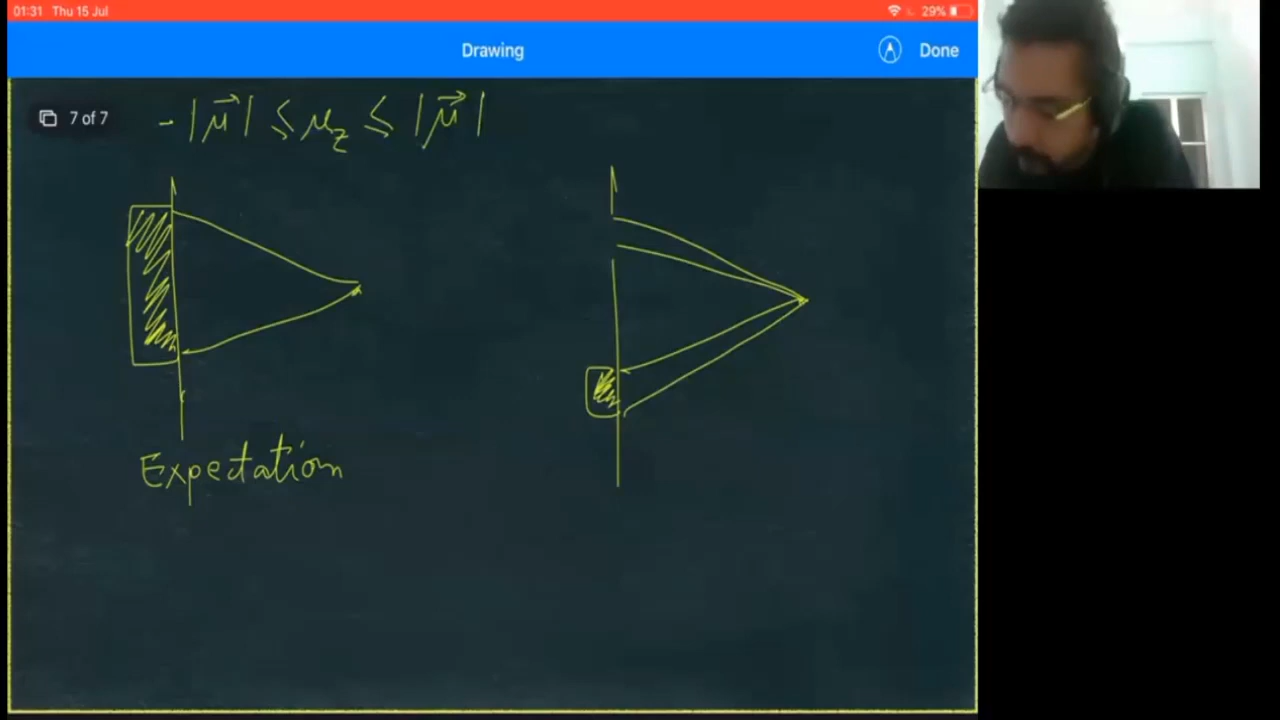 01:31 Thu 15 Jul
29%
Drawing
Done
7 of 7
- |μ⃗| ≤ μ_z ≤ |μ⃗|
Expectation